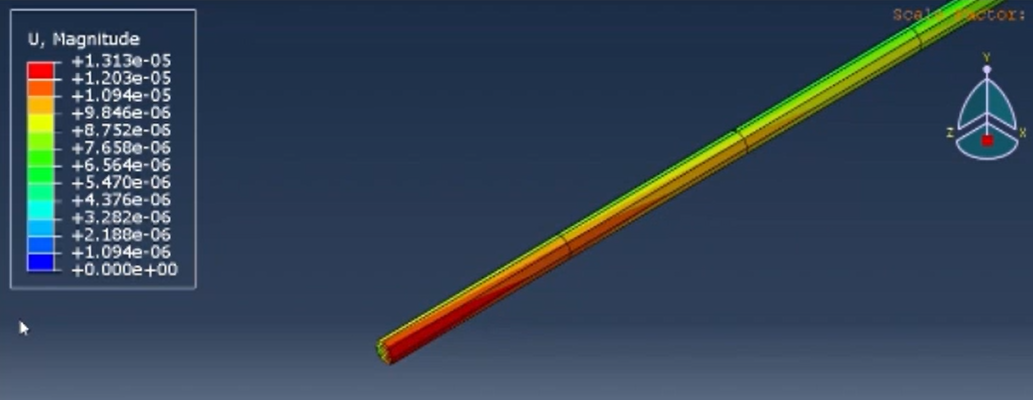 U, Magnitude
+1.313e-05
+1.203e-05
+1.094e-05
+9.846e-06
+8.752e-06
+7.658e-06
+6.564e-06
+5.470e-06
+4.376e-06
+3.282e-06
+2.188e-06
+1.094e-06
+0.000e+00
Scale Factor:
Y
Z
X